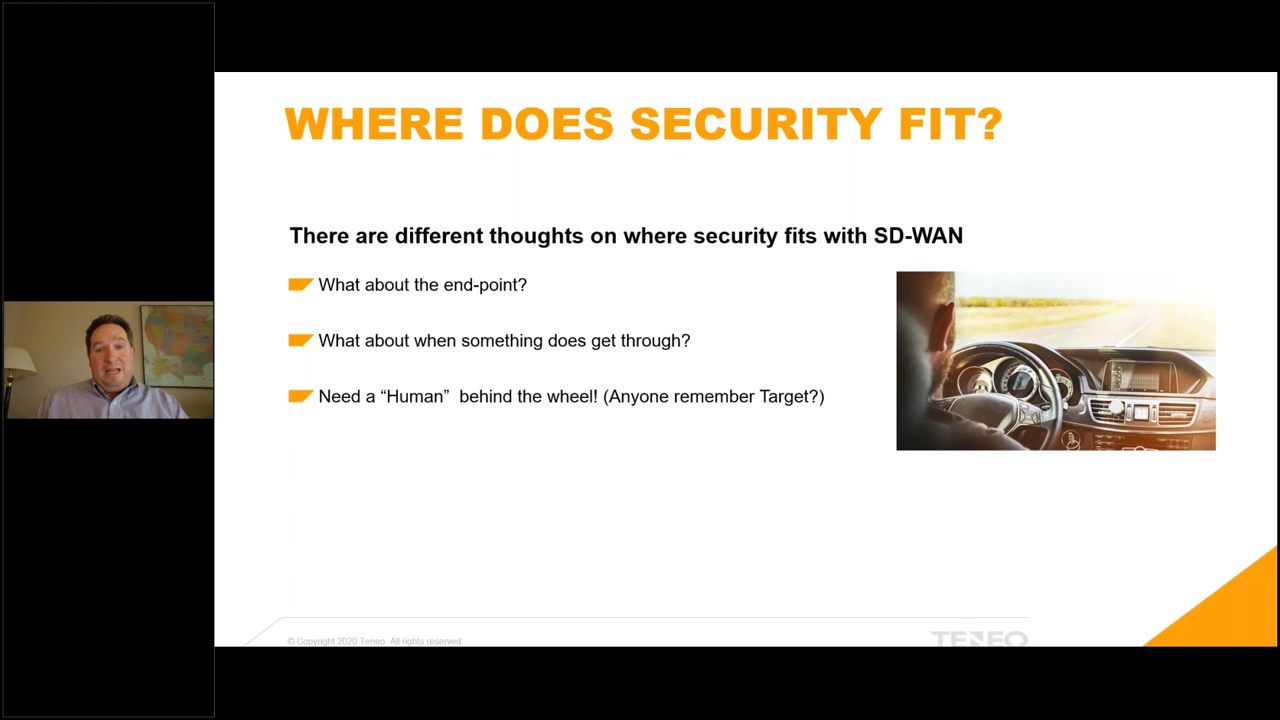 WHERE DOES SECURITY FIT?
There are different thoughts on where security fits with SD-WAN
What about the end-point?
What about when something does get through?
Need a “Human”  behind the wheel! (Anyone remember Target?)
© Copyright 2020 Teneo. All rights reserved
TENEO